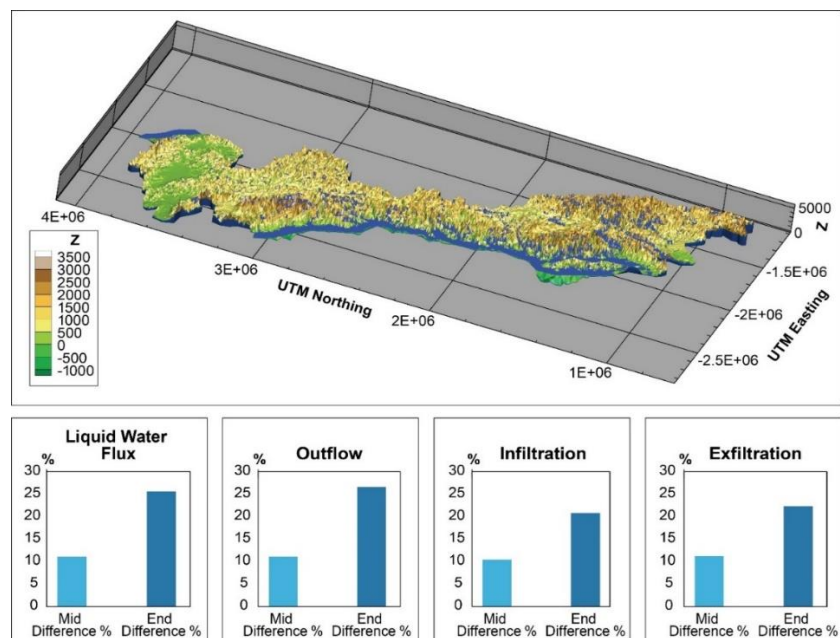 5000
0
Z
4E+06
3E+06
2E+06
1E+06
UTM Northing
-1.5E+06
-2E+06
-2.5E+06
UTM Easting
Z
3500
3000
2500
2000
1500
1000
500
0
-500
-1000
Liquid Water
Flux
%
30
25
20
15
10
5
0
Mid
Difference %
End
Difference %
Outflow
%
30
25
20
15
10
5
0
Mid
Difference %
End
Difference %
Infiltration
%
30
25
20
15
10
5
0
Mid
Difference %
End
Difference %
Exfiltration
%
30
25
20
15
10
5
0
Mid
Difference %
End
Difference %